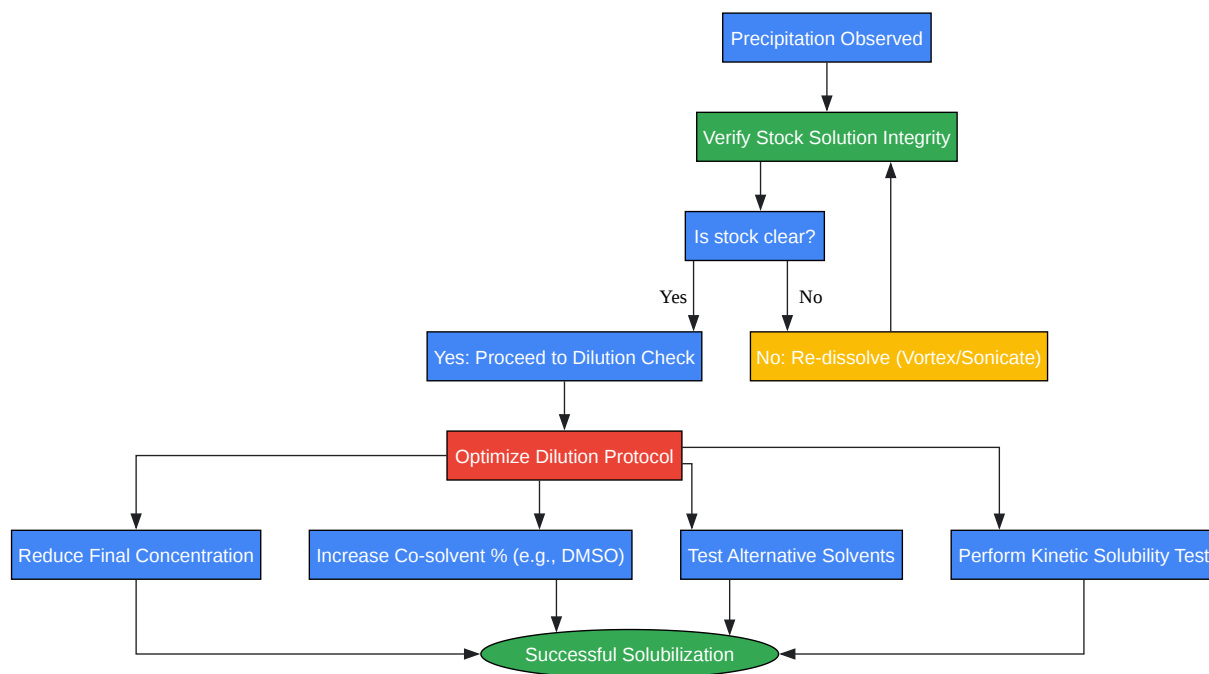 Precipitation Observed
Verify Stock Solution Integrity
Is stock clear?
Yes
No
Yes: Proceed to Dilution Check
No: Re-dissolve (Vortex/Sonicate)
Optimize Dilution Protocol
Reduce Final Concentration
Increase Co-solvent % (e.g., DMSO)
Test Alternative Solvents
Perform Kinetic Solubility Test
Successful Solubilization